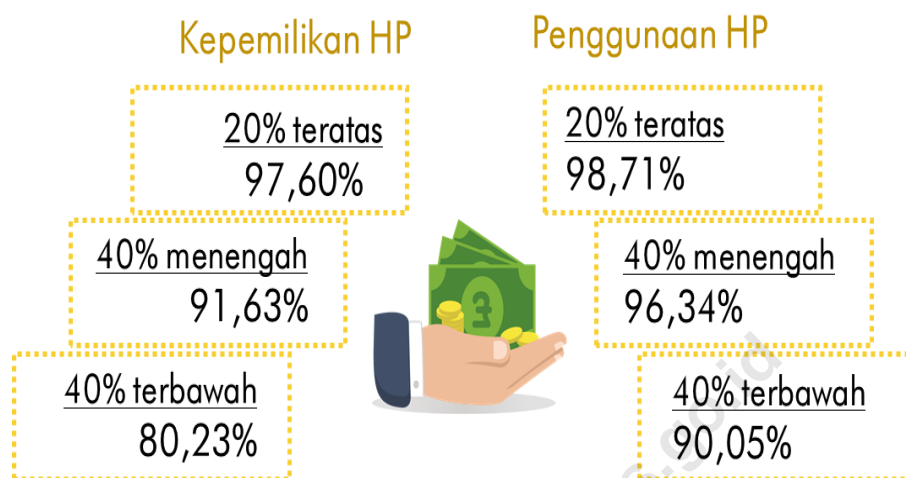 Kepemilikan HP
20% teratas
97,60%
40% menengah
91,63%
40% terbawah
80,23%
Penggunaan HP
20% teratas
98,71%
40% menengah
96,34%
40% terbawah
90,05%